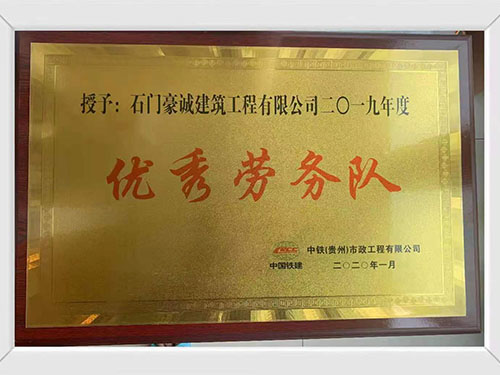 授予：石门豪诚建筑工程有限公司二〇一九年度
优秀劳务队
中铁(贵州)市政工程有限公司
中国铁建 二〇二〇年一月